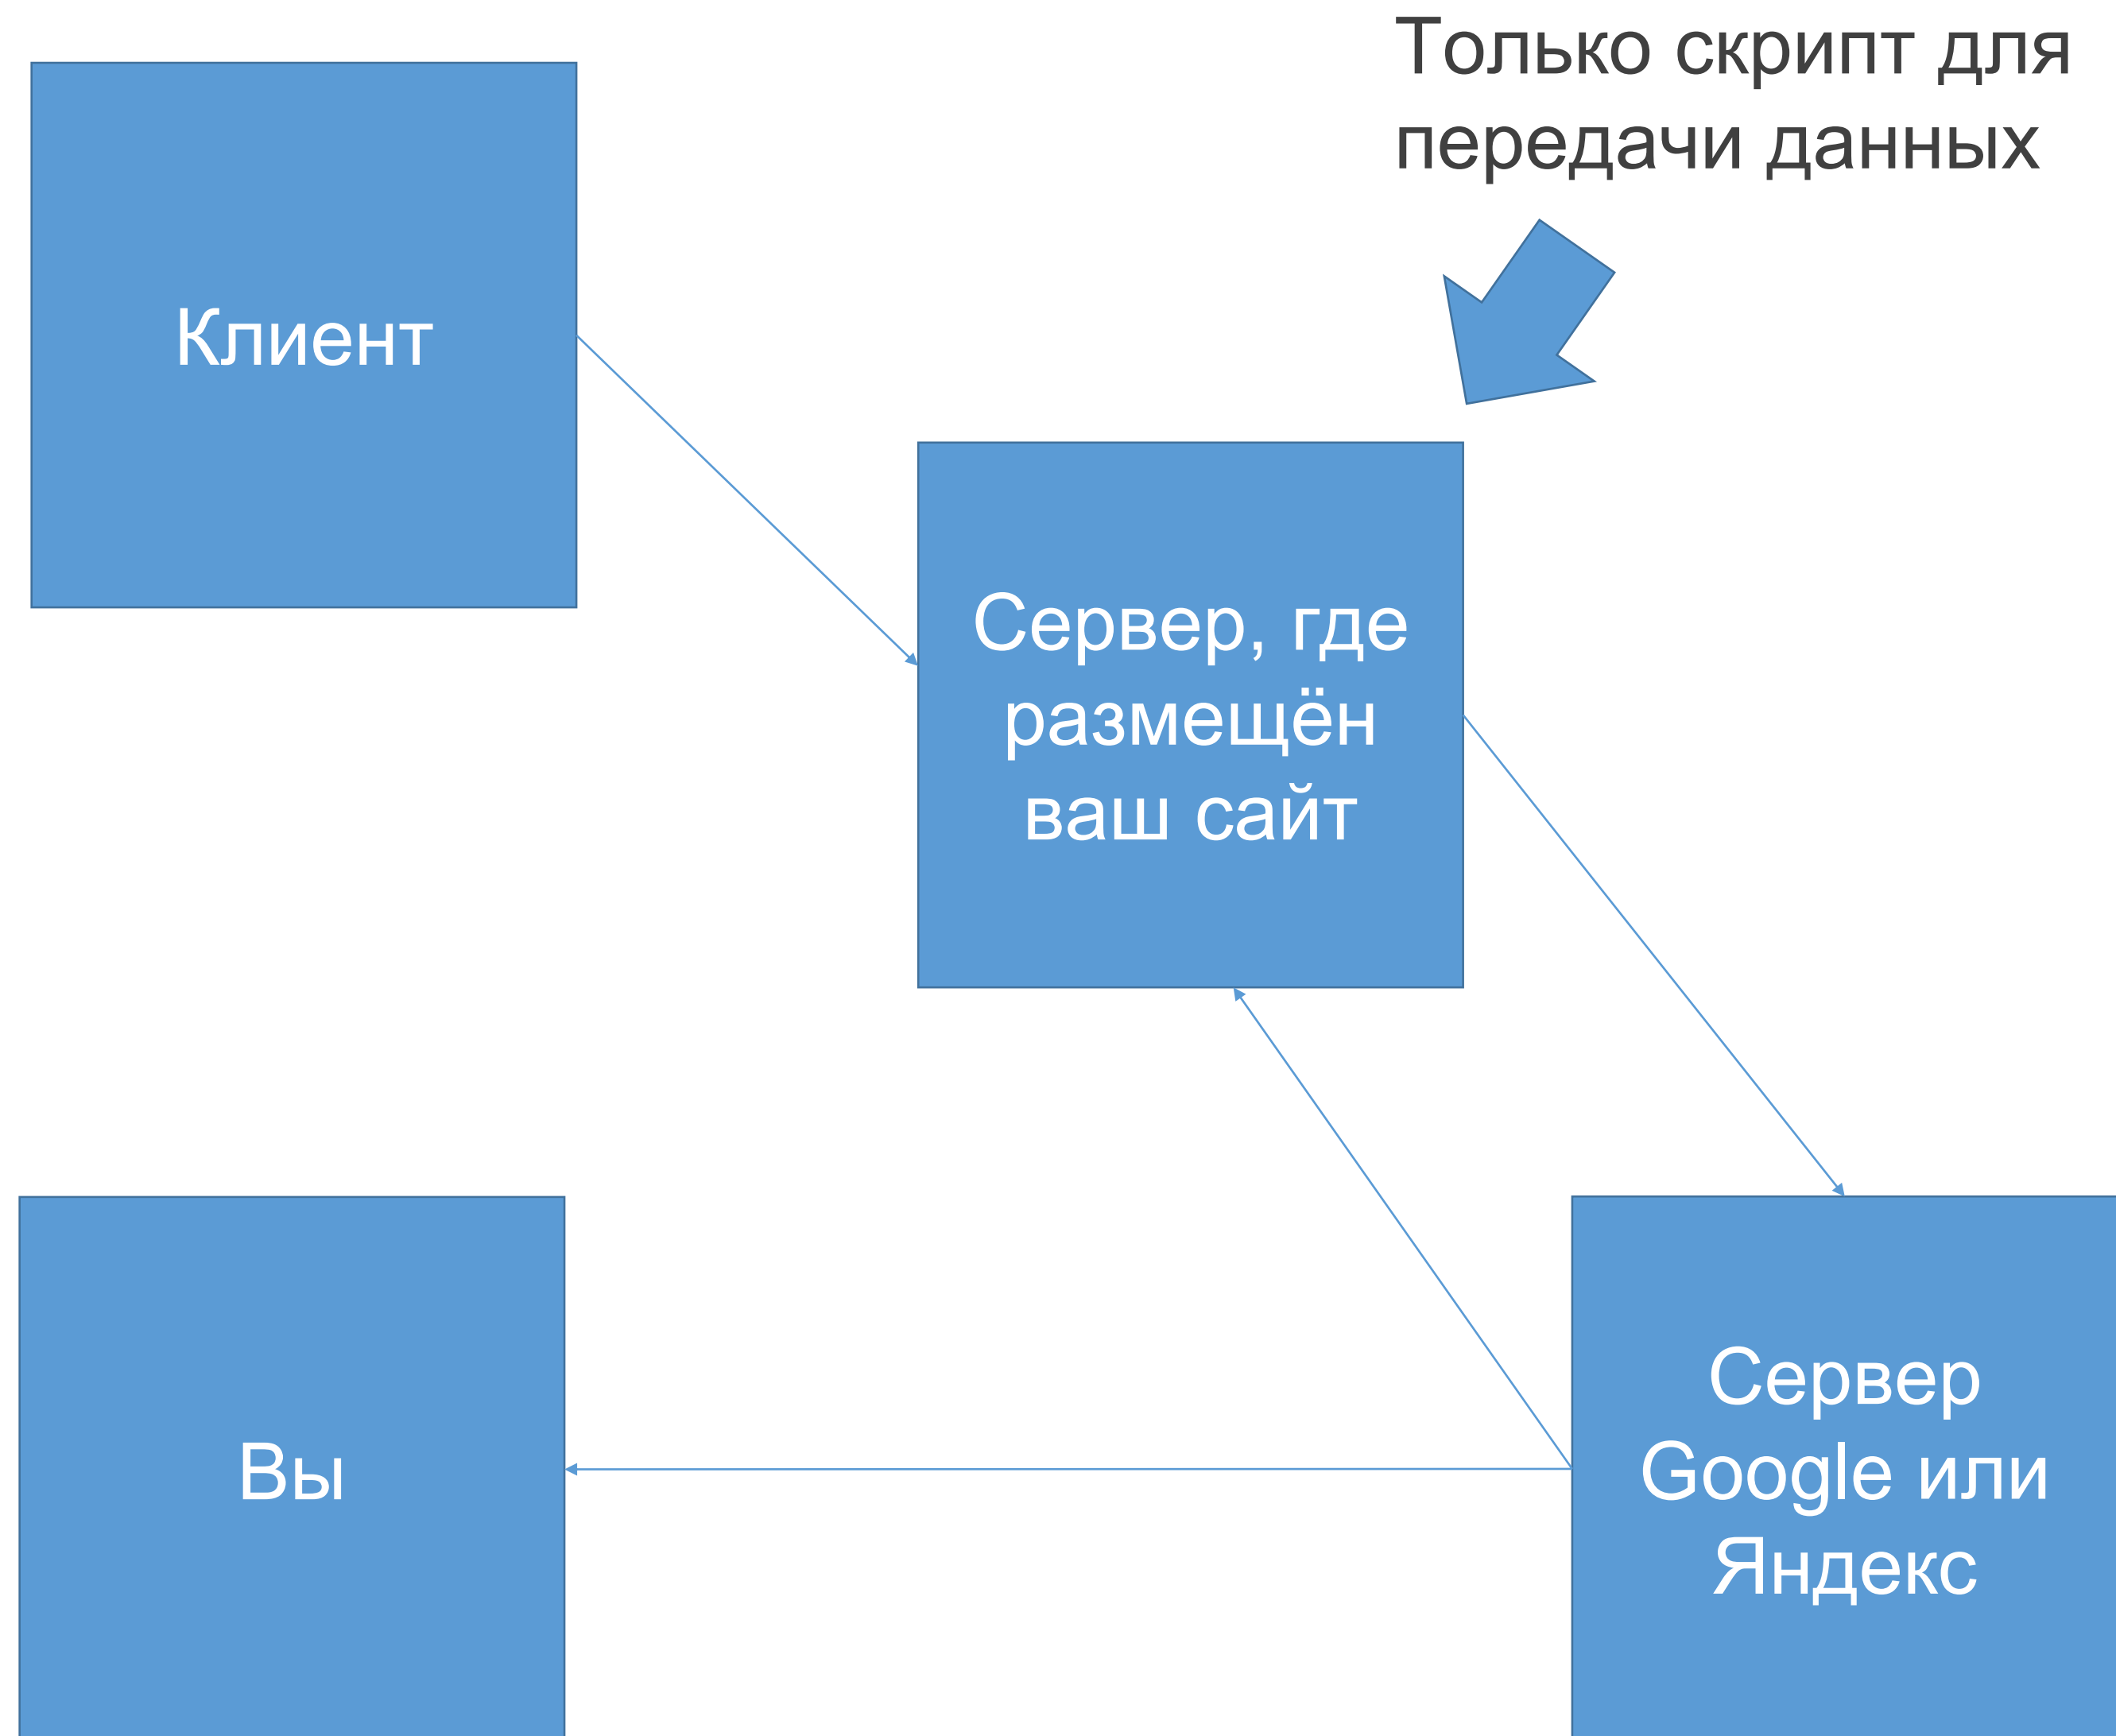 Только скрипт для
передачи данных
Клиент
Сервер, где
размещён
ваш сайт
Вы
Сервер
Google или
Яндекс